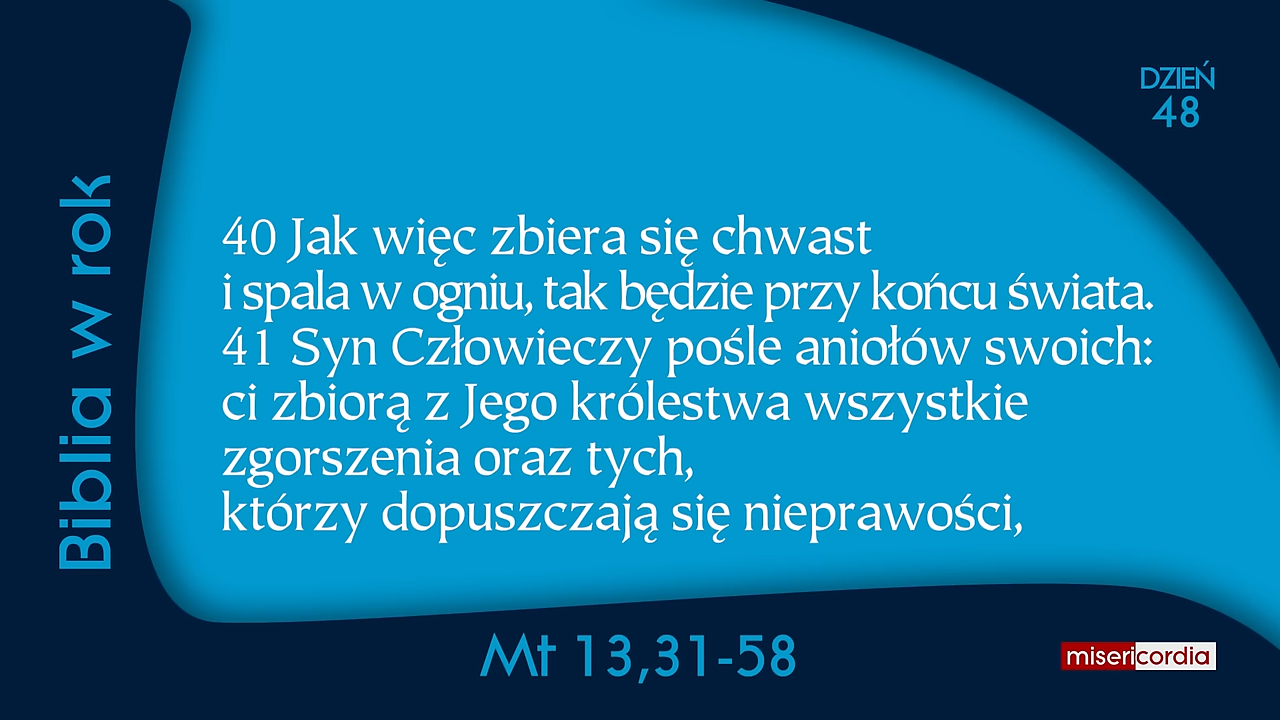 DZIEŃ
48
Biblia w rok
40 Jak więc zbiera się chwast
i spala w ogniu, tak będzie przy końcu świata.
41 Syn Człowieczy pośle aniołów swoich:
ci zbiorą z Jego królestwa wszystkie
zgorszenia oraz tych,
którzy dopuszczają się nieprawości,
Mt 13,31-58
misericordia